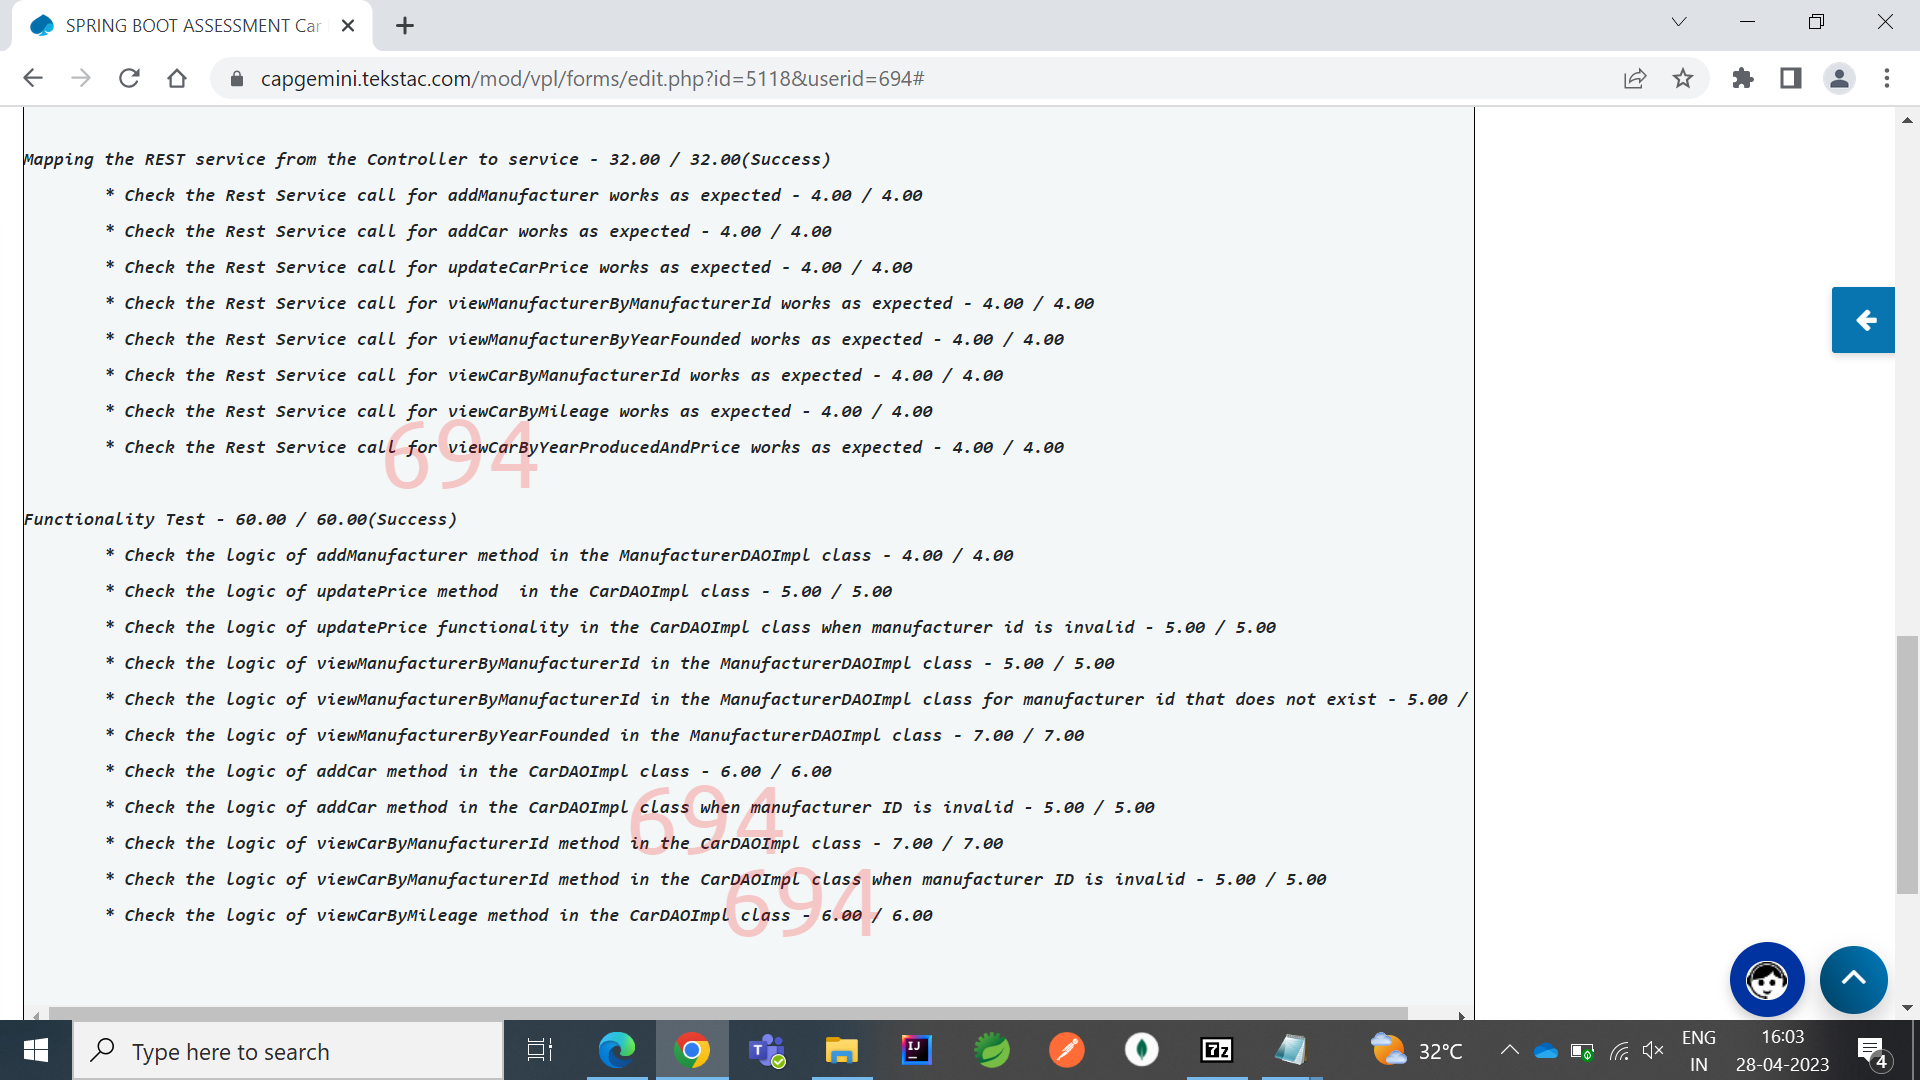 SPRING BOOT ASSESSMENT Car
capgemini.tekstac.com/mod/vpl/forms/edit.php?id=5118&userid=694#
Mapping the REST service from the Controller to service - 32.00 / 32.00(Success)
* Check the Rest Service call for addManufacturer works as expected - 4.00 / 4.00
* Check the Rest Service call for addCar works as expected - 4.00 / 4.00
* Check the Rest Service call for updateCarPrice works as expected - 4.00 / 4.00
* Check the Rest Service call for viewManufacturerByManufacturerId works as expected - 4.00 / 4.00
* Check the Rest Service call for viewManufacturerByYearFounded works as expected - 4.00 / 4.00
* Check the Rest Service call for viewCarByManufacturerId works as expected - 4.00 / 4.00
* Check the Rest Service call for viewCarByMileage works as expected - 4.00 / 4.00
* Check the Rest Service call for viewCarByYearProducedAndPrice works as expected - 4.00 / 4.00
694
Functionality Test - 60.00 / 60.00(Success)
* Check the logic of addManufacturer method in the ManufacturerDAOImpl class - 4.00 / 4.00
* Check the logic of updatePrice method  in the CarDAOImpl class - 5.00 / 5.00
* Check the logic of updatePrice functionality in the CarDAOImpl class when manufacturer id is invalid - 5.00 / 5.00
* Check the logic of viewManufacturerByManufacturerId in the ManufacturerDAOImpl class - 5.00 / 5.00
* Check the logic of viewManufacturerByManufacturerId in the ManufacturerDAOImpl class for manufacturer id that does not exist - 5.00 /
* Check the logic of viewManufacturerByYearFounded in the ManufacturerDAOImpl class - 7.00 / 7.00
* Check the logic of addCar method in the CarDAOImpl class - 6.00 / 6.00
* Check the logic of addCar method in the CarDAOImpl class when manufacturer ID is invalid - 5.00 / 5.00
694
* Check the logic of viewCarByManufacturerId method in the CarDAOImpl class - 7.00 / 7.00
* Check the logic of viewCarByManufacturerId method in the CarDAOImpl class when manufacturer ID is invalid - 5.00 / 5.00
694
* Check the logic of viewCarByMileage method in the CarDAOImpl class - 6.00 / 6.00
Type here to search
T
IJ
7z
32°C
ENG
IN
16:03
28-04-2023
4